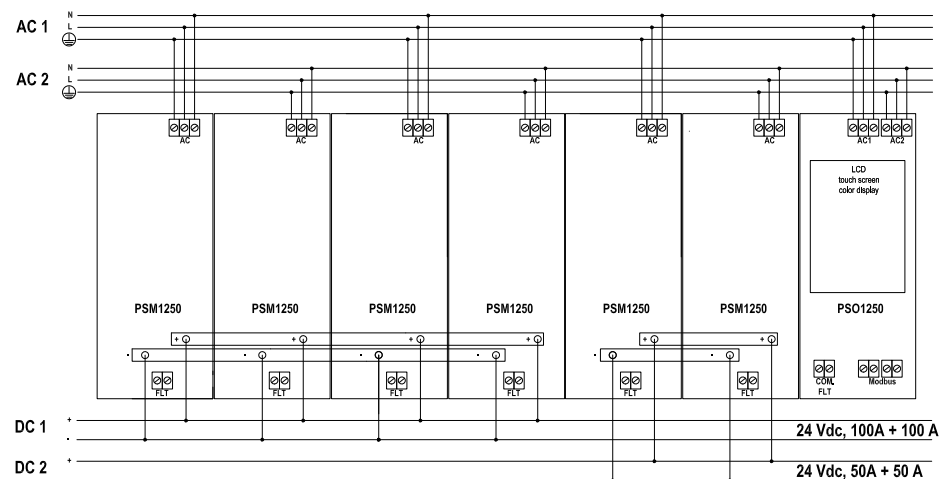 AC 1
N
L
AC 2
N
L
AC
AC
AC
AC
AC
AC
AC1
AC2
LCD
touch screen
color display
PSM1250
PSM1250
PSM1250
PSM1250
PSM1250
PSM1250
PSO1250
+ + + + + +
- - - - - -
FLT
FLT
FLT
FLT
FLT
FLT
COM.
FLT
Modbus
DC 1
+
-
24 Vdc, 100A + 100 A
DC 2
+
24 Vdc, 50A + 50 A